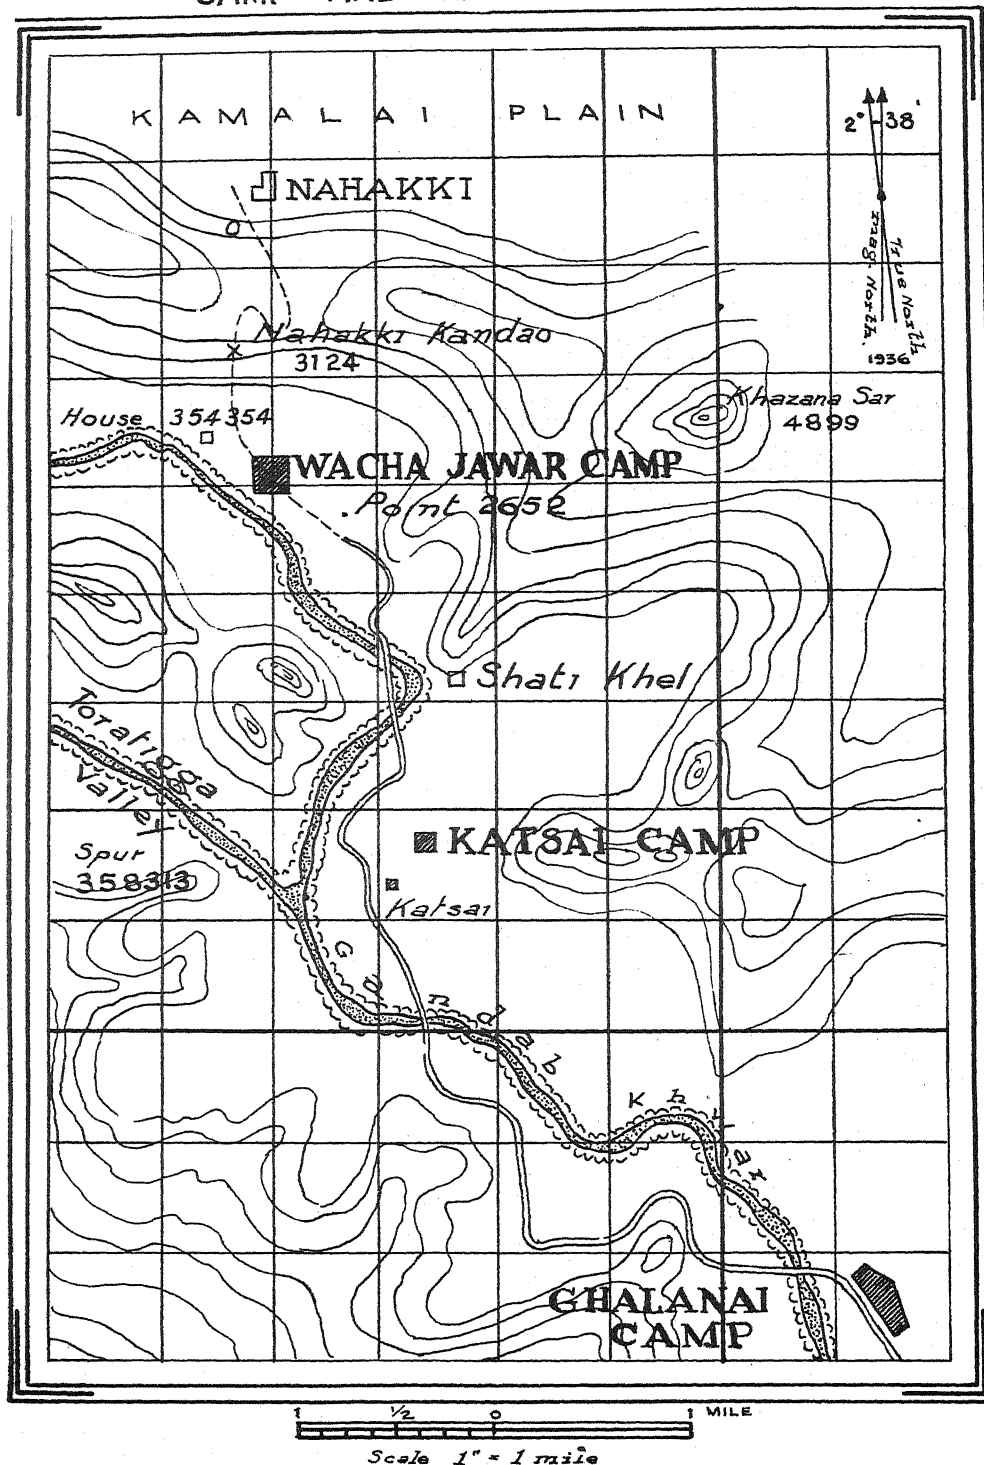 KAMALAI PLAIN
2° 38'
NAHAKKI
True North
Mag. North.
1936
Nahakki Kandao
3124
Khazana Sar
4899
House 354354
WACHA JAWAR CAMP
.Point 2652
Shati Khel
Toratigga
Valley
KATSAI CAMP
Spur
358313
Katsai
Gandab
Khwar
GHALANAI
CAMP
1 ½ 0 1 MILE
Scale 1" = 1 mile